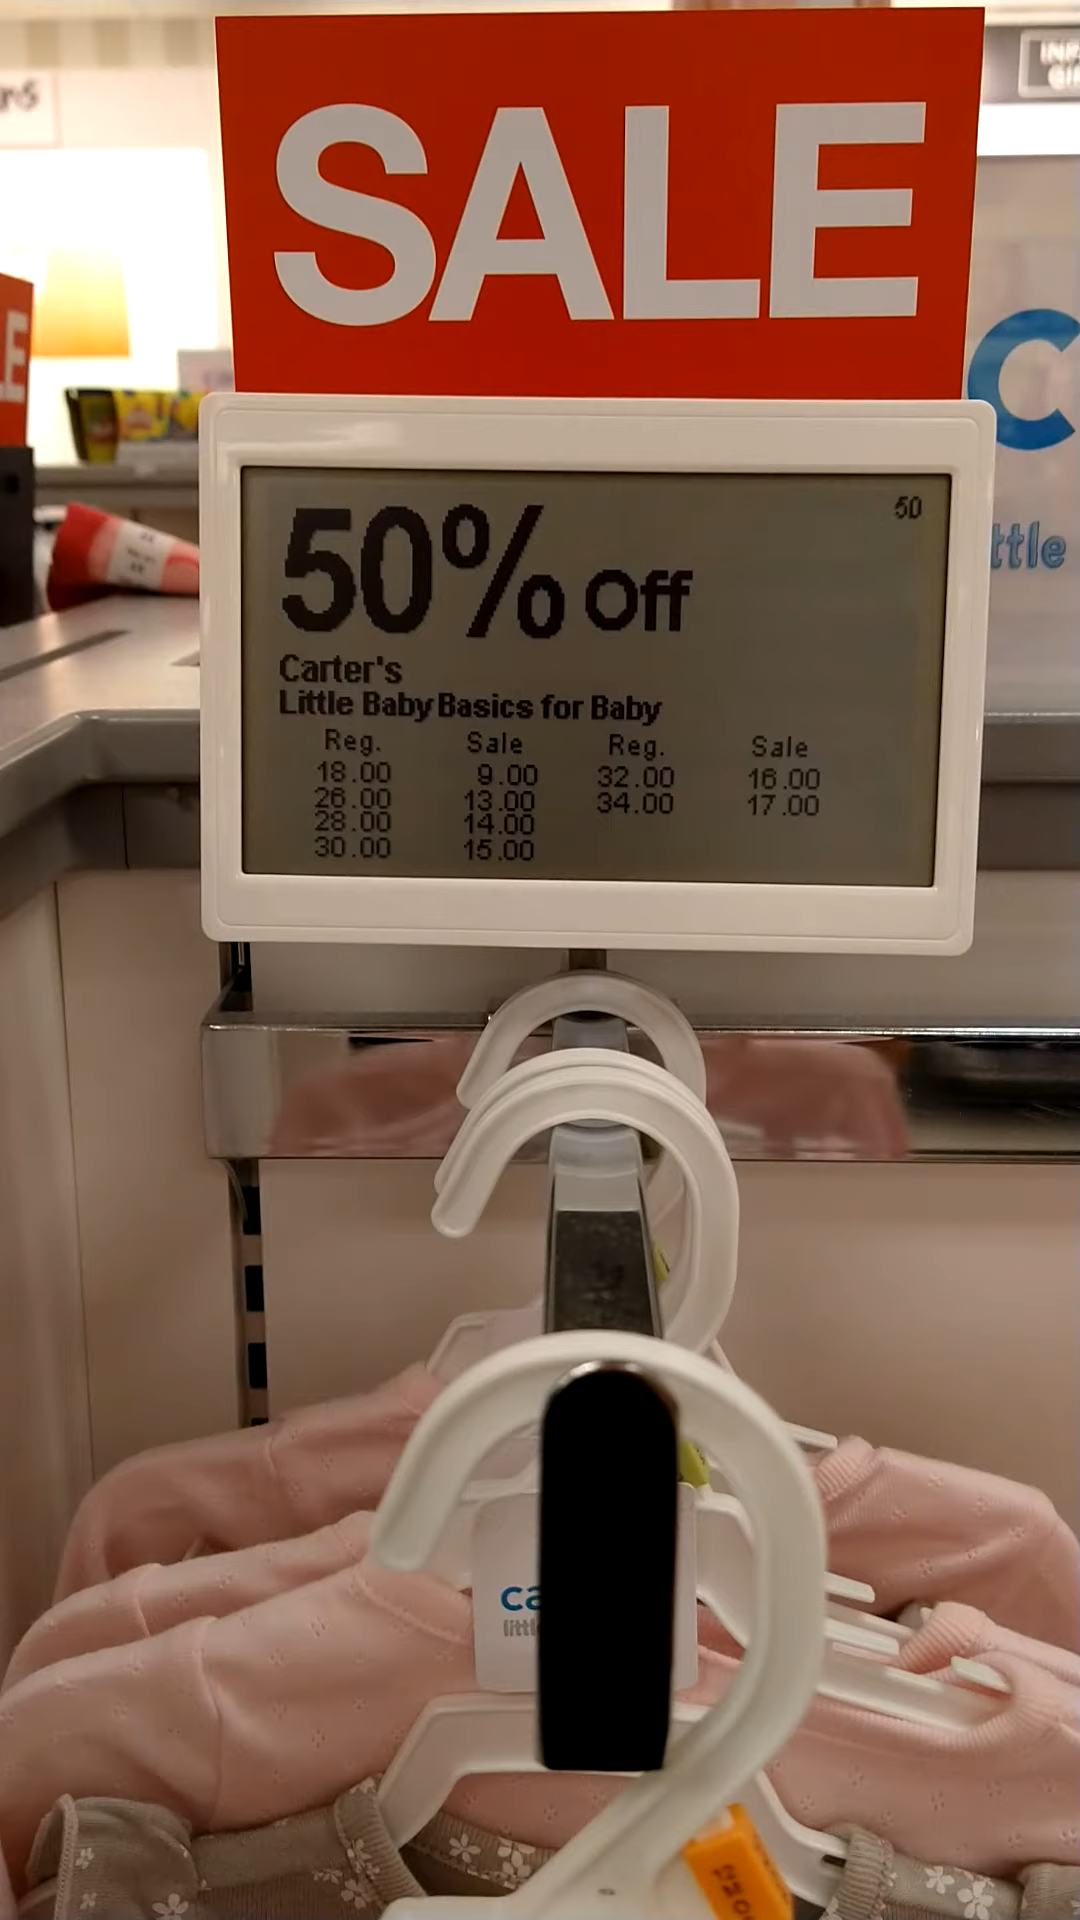 SALE
50
50% Off
Carter's
Little Baby Basics for Baby
Reg. Sale Reg. Sale
18.00 9.00 32.00 16.00
26.00 13.00 34.00 17.00
28.00 14.00
30.00 15.00